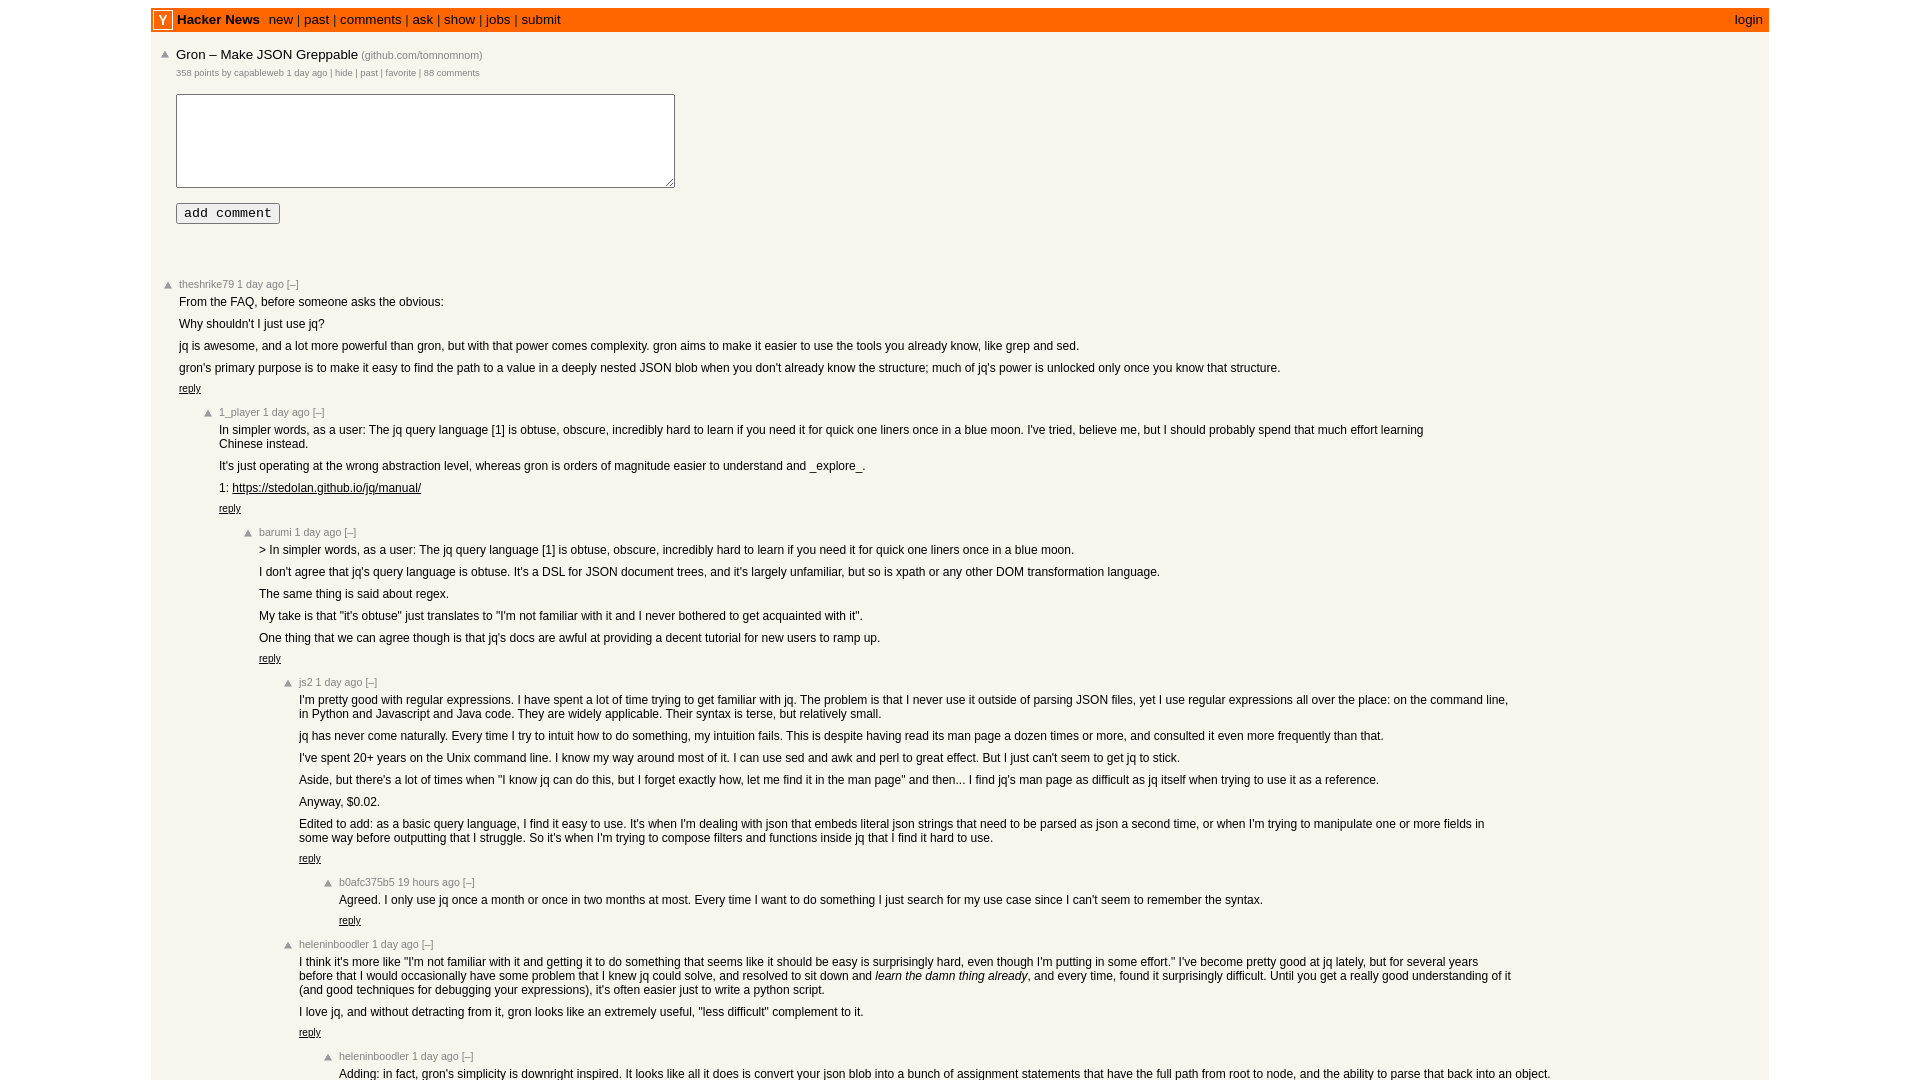 Y Hacker News new | past | comments | ask | show | jobs | submit login
Gron – Make JSON Greppable (github.com/tomnomnom)
358 points by capableweb 1 day ago | hide | past | favorite | 88 comments
add comment
theshrike79 1 day ago [–]
From the FAQ, before someone asks the obvious:
Why shouldn't I just use jq?
jq is awesome, and a lot more powerful than gron, but with that power comes complexity. gron aims to make it easier to use the tools you already know, like grep and sed.
gron's primary purpose is to make it easy to find the path to a value in a deeply nested JSON blob when you don't already know the structure; much of jq's power is unlocked only once you know that structure.
reply
1_player 1 day ago [–]
In simpler words, as a user: The jq query language [1] is obtuse, obscure, incredibly hard to learn if you need it for quick one liners once in a blue moon. I've tried, believe me, but I should probably spend that much effort learning
Chinese instead.
It's just operating at the wrong abstraction level, whereas gron is orders of magnitude easier to understand and _explore_.
1: https://stedolan.github.io/jq/manual/
reply
barumi 1 day ago [–]
> In simpler words, as a user: The jq query language [1] is obtuse, obscure, incredibly hard to learn if you need it for quick one liners once in a blue moon.
I don't agree that jq's query language is obtuse. It's a DSL for JSON document trees, and it's largely unfamiliar, but so is xpath or any other DOM transformation language.
The same thing is said about regex.
My take is that "it's obtuse" just translates to "I'm not familiar with it and I never bothered to get acquainted with it".
One thing that we can agree though is that jq's docs are awful at providing a decent tutorial for new users to ramp up.
reply
js2 1 day ago [–]
I'm pretty good with regular expressions. I have spent a lot of time trying to get familiar with jq. The problem is that I never use it outside of parsing JSON files, yet I use regular expressions all over the place: on the command line,
in Python and Javascript and Java code. They are widely applicable. Their syntax is terse, but relatively small.
jq has never come naturally. Every time I try to intuit how to do something, my intuition fails. This is despite having read its man page a dozen times or more, and consulted it even more frequently than that.
I've spent 20+ years on the Unix command line. I know my way around most of it. I can use sed and awk and perl to great effect. But I just can't seem to get jq to stick.
Aside, but there's a lot of times when "I know jq can do this, but I forget exactly how, let me find it in the man page" and then... I find jq's man page as difficult as jq itself when trying to use it as a reference.
Anyway, $0.02.
Edited to add: as a basic query language, I find it easy to use. It's when I'm dealing with json that embeds literal json strings that need to be parsed as json a second time, or when I'm trying to manipulate one or more fields in
some way before outputting that I struggle. So it's when I'm trying to compose filters and functions inside jq that I find it hard to use.
reply
b0afc375b5 19 hours ago [–]
Agreed. I only use jq once a month or once in two months at most. Every time I want to do something I just search for my use case since I can't seem to remember the syntax.
reply
heleninboodler 1 day ago [–]
I think it's more like "I'm not familiar with it and getting it to do something that seems like it should be easy is surprisingly hard, even though I'm putting in some effort." I've become pretty good at jq lately, but for several years
before that I would occasionally have some problem that I knew jq could solve, and resolved to sit down and learn the damn thing already, and every time, found it surprisingly difficult. Until you get a really good understanding of it
(and good techniques for debugging your expressions), it's often easier just to write a python script.
I love jq, and without detracting from it, gron looks like an extremely useful, "less difficult" complement to it.
reply
heleninboodler 1 day ago [–]
Adding: in fact, gron's simplicity is downright inspired. It looks like all it does is convert your json blob into a bunch of assignment statements that have the full path from root to node, and the ability to parse that back into an object.